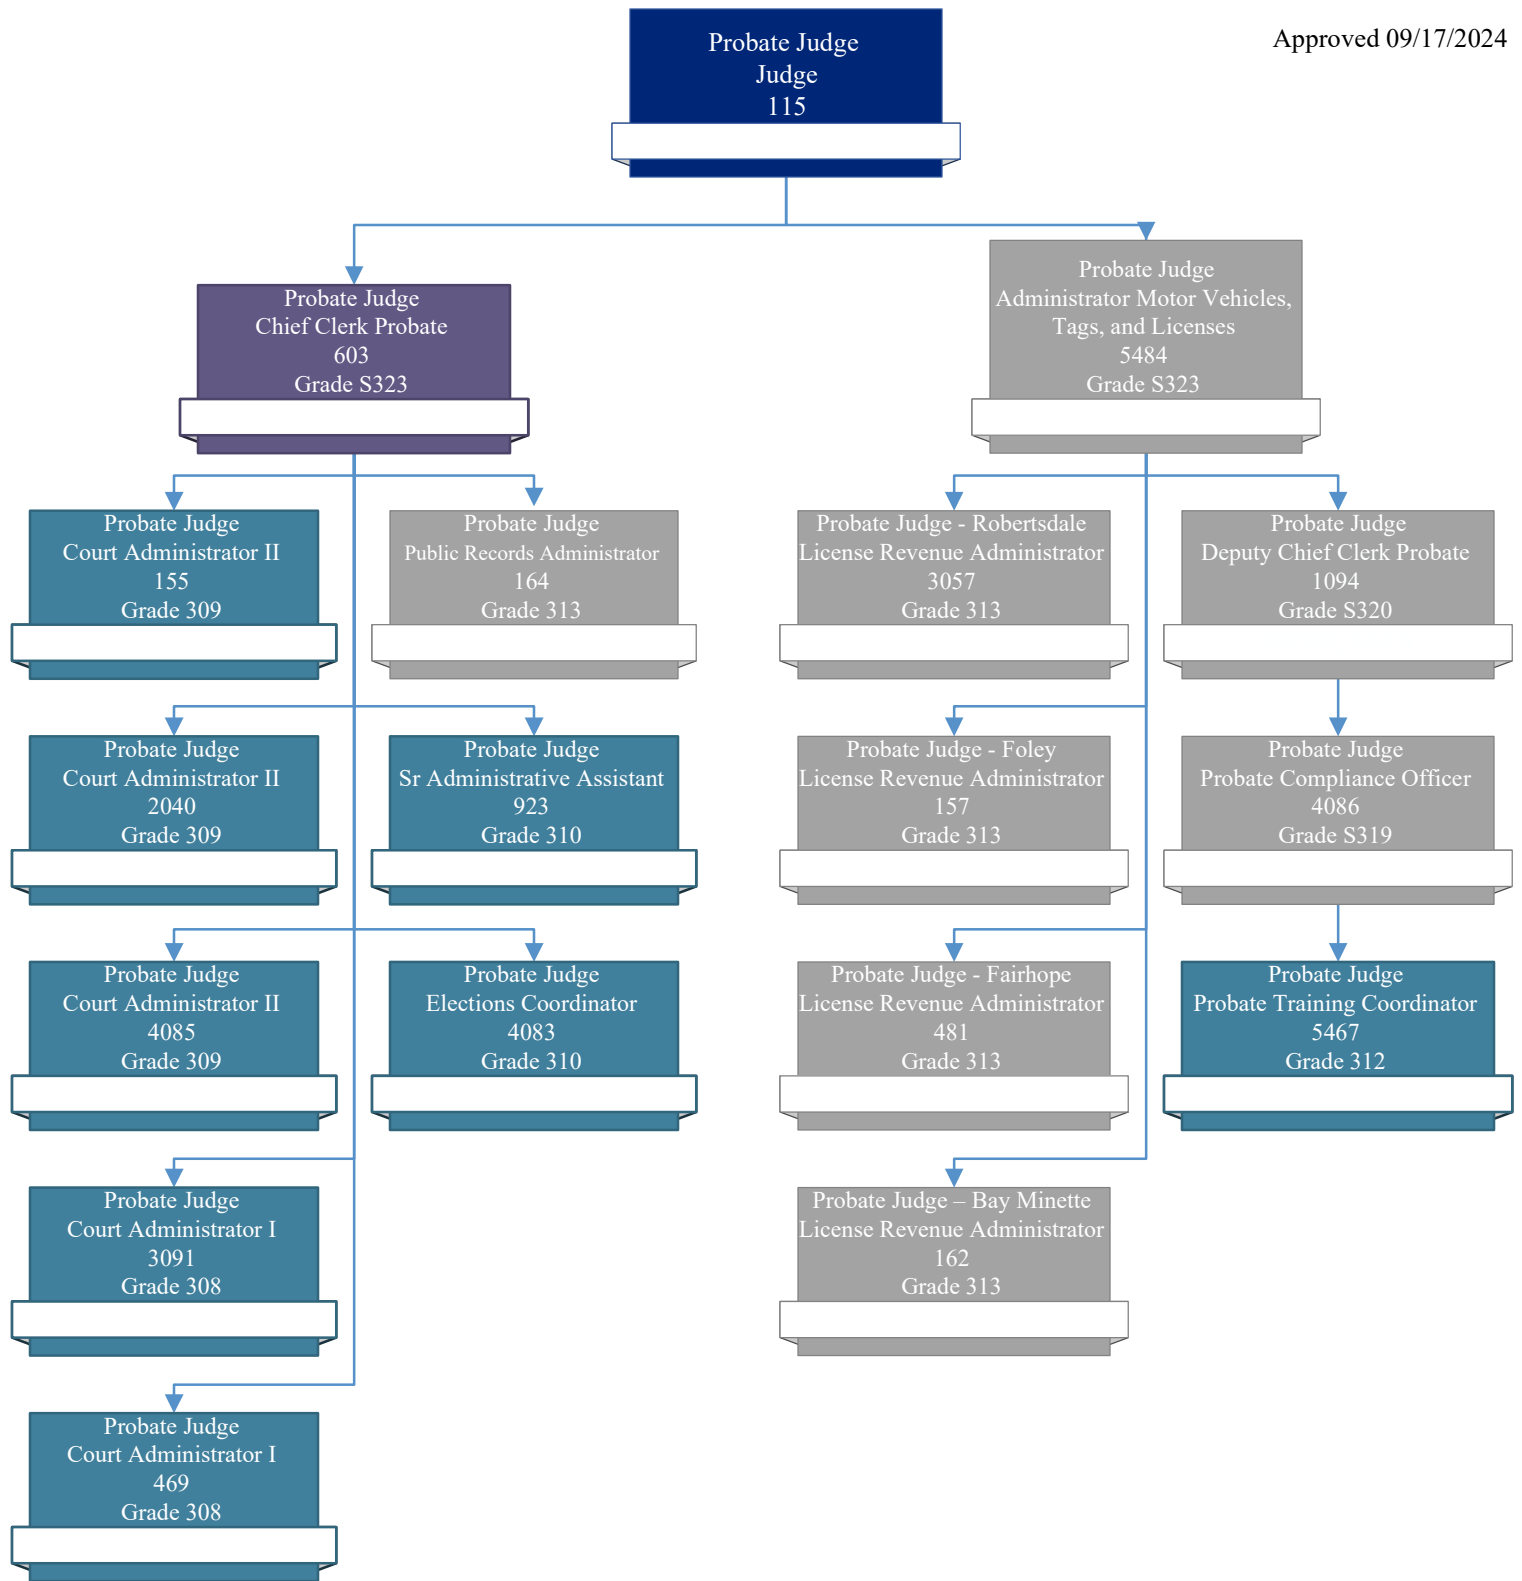 Approved 09/17/2024
Probate Judge
Judge
115
Probate Judge
Chief Clerk Probate
603
Grade S323
Probate Judge
Administrator Motor Vehicles,
Tags, and Licenses
5484
Grade S323
Probate Judge
Court Administrator II
155
Grade 309
Probate Judge
Public Records Administrator
164
Grade 313
Probate Judge - Robertsdale
License Revenue Administrator
3057
Grade 313
Probate Judge
Deputy Chief Clerk Probate
1094
Grade S320
Probate Judge
Court Administrator II
2040
Grade 309
Probate Judge
Sr Administrative Assistant
923
Grade 310
Probate Judge - Foley
License Revenue Administrator
157
Grade 313
Probate Judge
Probate Compliance Officer
4086
Grade S319
Probate Judge
Court Administrator II
4085
Grade 309
Probate Judge
Elections Coordinator
4083
Grade 310
Probate Judge - Fairhope
License Revenue Administrator
481
Grade 313
Probate Judge
Probate Training Coordinator
5467
Grade 312
Probate Judge
Court Administrator I
3091
Grade 308
Probate Judge – Bay Minette
License Revenue Administrator
162
Grade 313
Probate Judge
Court Administrator I
469
Grade 308